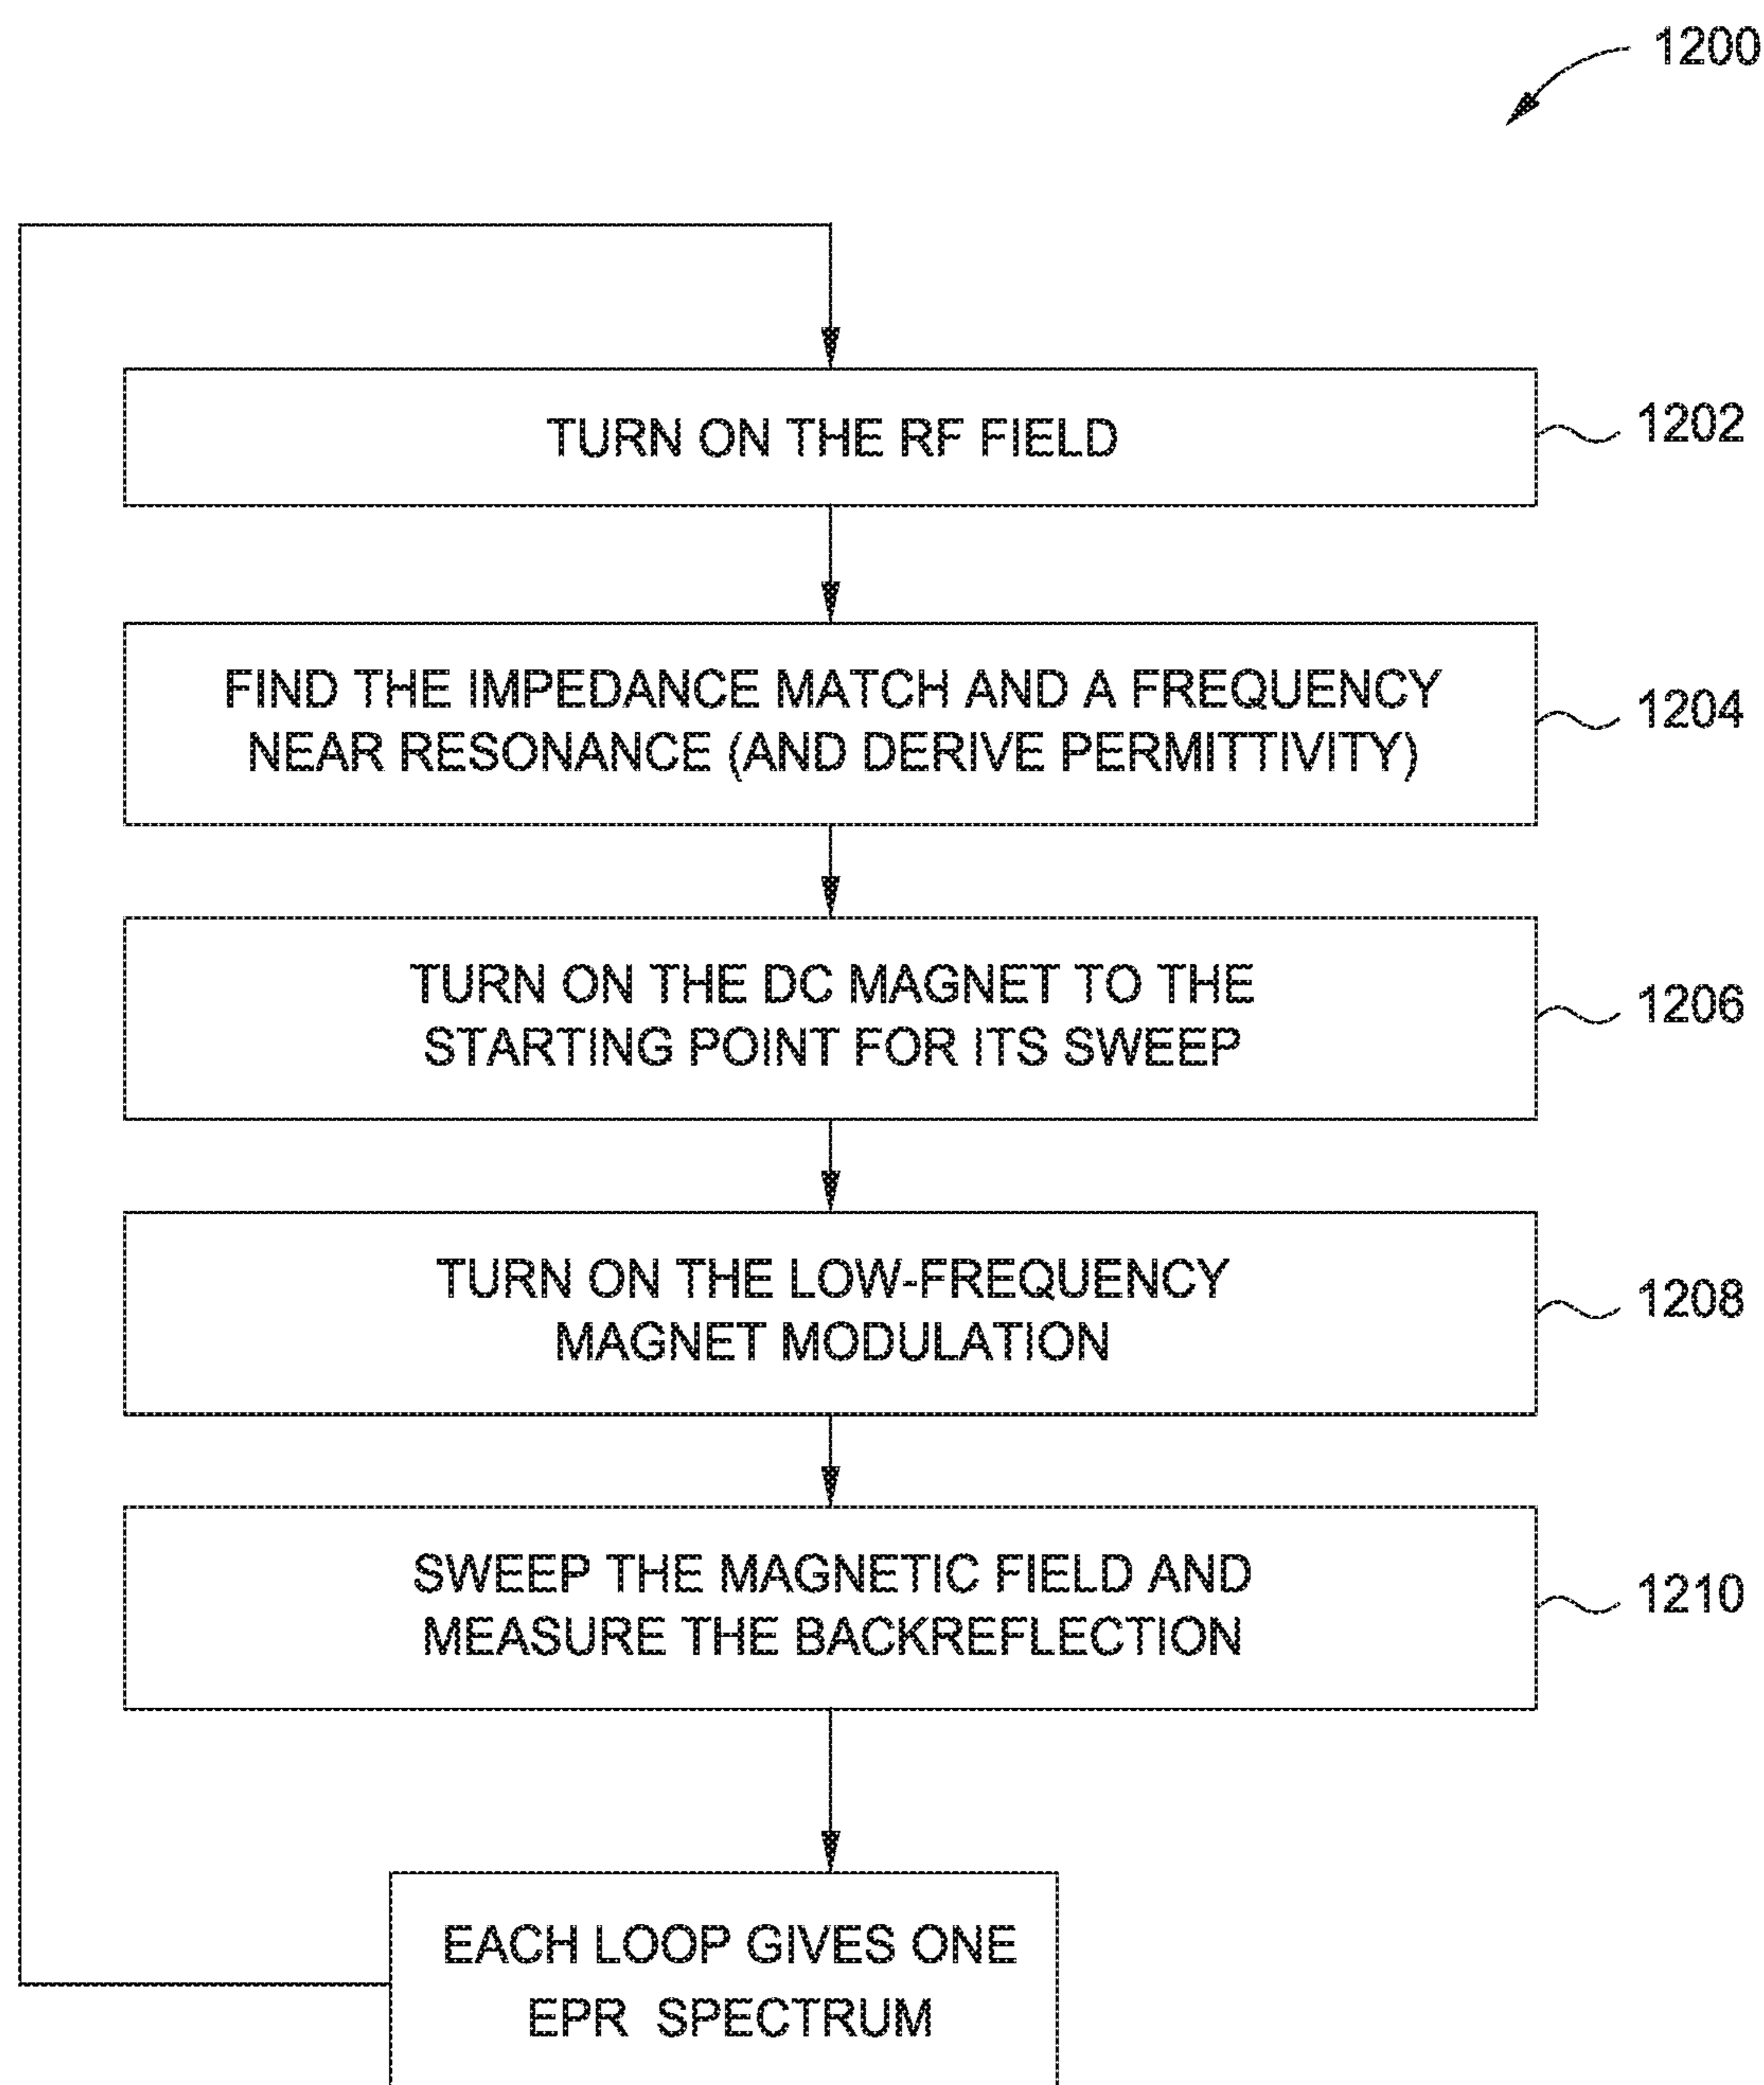 1200
TURN ON THE RF FIELD
1202
FIND THE IMPEDANCE MATCH AND A FREQUENCY
NEAR RESONANCE (AND DERIVE PERMITTIVITY)
1204
TURN ON THE DC MAGNET TO THE
STARTING POINT FOR ITS SWEEP
1206
TURN ON THE LOW-FREQUENCY
MAGNET MODULATION
1208
SWEEP THE MAGNETIC FIELD AND
MEASURE THE BACKREFLECTION
1210
EACH LOOP GIVES ONE
EPR SPECTRUM